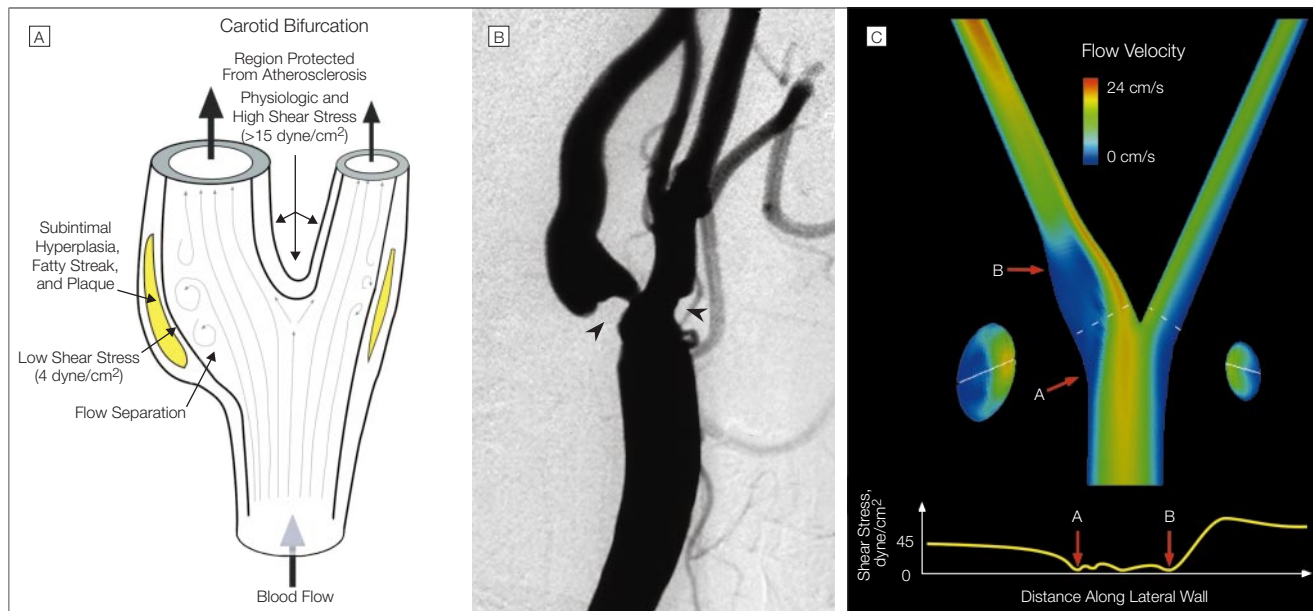 A
Carotid Bifurcation
Region Protected
From Atherosclerosis
Physiologic and
High Shear Stress
(>15 dyne/cm2)
Subintimal
Hyperplasia,
Fatty Streak,
and Plaque
Low Shear Stress
(4 dyne/cm2)
Flow Separation
Blood Flow
B
C
Flow Velocity
24 cm/s
0 cm/s
B
A
Shear Stress,
dyne/cm2
45
0
A
B
Distance Along Lateral Wall